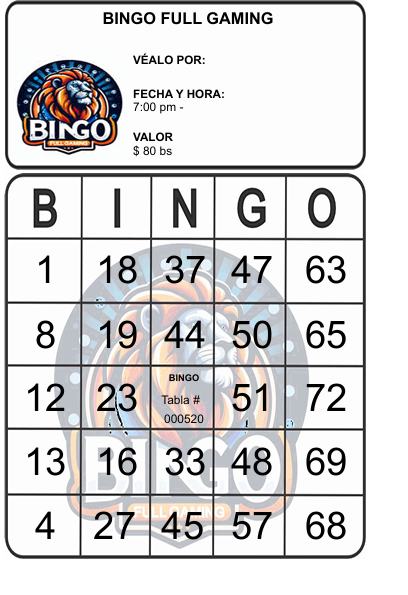 BINGO FULL GAMING
VÉALO POR:
FECHA Y HORA:
7:00 pm -
VALOR
$ 80 bs
BINGO
FULL GAMING
B I N G O
1 18 37 47 63
8 19 44 50 65
12 23 BINGO 51 72
Tabla #
000520
13 16 33 48 69
4 27 45 57 68
BINGO
FULL GAMING